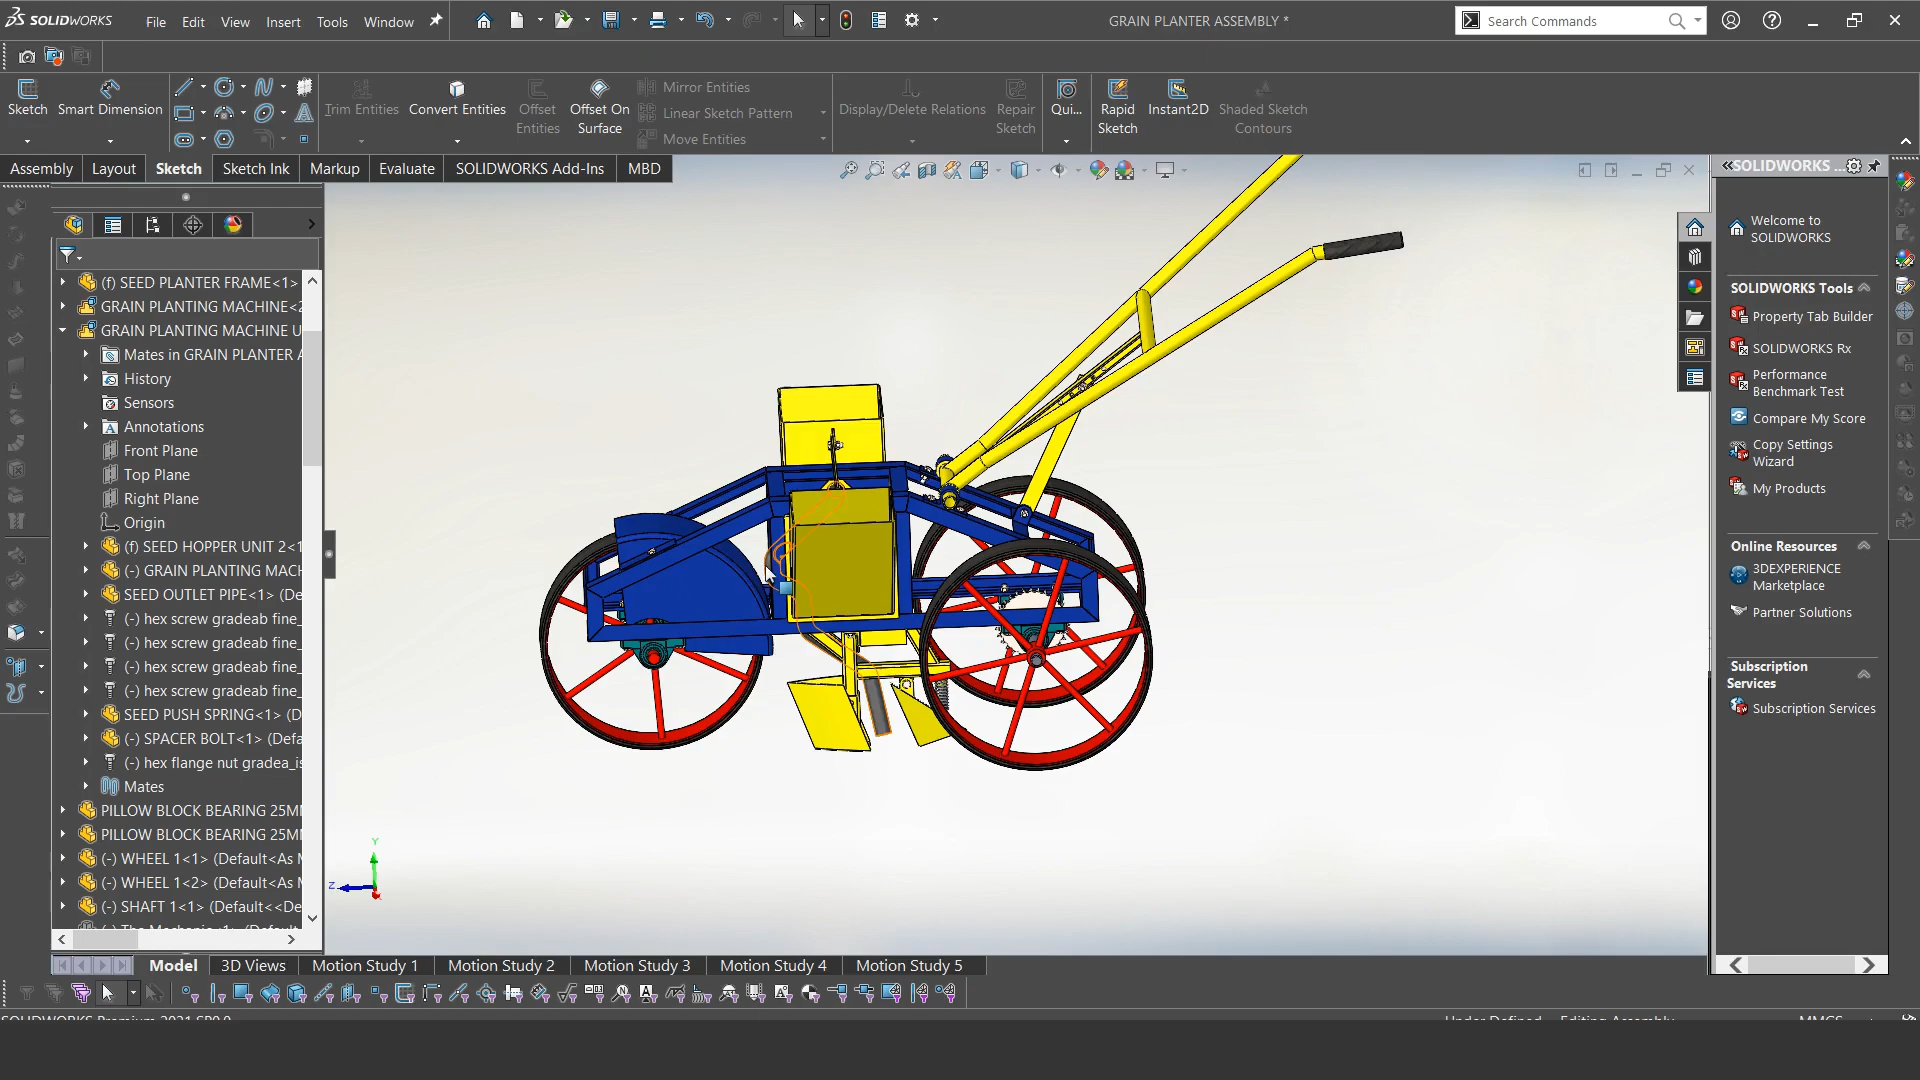 SOLIDWORKS
File Edit View Insert Tools Window
GRAIN PLANTER ASSEMBLY *
Search Commands
Sketch
Smart Dimension
Trim Entities
Convert Entities
Offset
Entities
Offset On
Surface
Mirror Entities
Linear Sketch Pattern
Move Entities
Display/Delete Relations
Repair
Sketch
Qui...
Rapid
Sketch
Instant2D
Shaded Sketch
Contours
Assembly Layout Sketch Sketch Ink Markup Evaluate SOLIDWORKS Add-Ins MBD
(f) SEED PLANTER FRAME<1>
GRAIN PLANTING MACHINE<2
GRAIN PLANTING MACHINE U
Mates in GRAIN PLANTER A
History
Sensors
Annotations
Front Plane
Top Plane
Right Plane
Origin
(f) SEED HOPPER UNIT 2<1
(-) GRAIN PLANTING MACH
SEED OUTLET PIPE<1> (De
(-) hex screw gradeab fine_
(-) hex screw gradeab fine_
(-) hex screw gradeab fine_
(-) hex screw gradeab fine_
SEED PUSH SPRING<1> (D
(-) SPACER BOLT<1> (Defa
(-) hex flange nut gradea_is
Mates
PILLOW BLOCK BEARING 25M
PILLOW BLOCK BEARING 25M
(-) WHEEL 1<1> (Default<As M
(-) WHEEL 1<2> (Default<As M
(-) SHAFT 1<1> (Default<<De
Y
Z
SOLIDWORKS ...
Welcome to
SOLIDWORKS
SOLIDWORKS Tools
Property Tab Builder
SOLIDWORKS Rx
Performance
Benchmark Test
Compare My Score
Copy Settings
Wizard
My Products
Online Resources
3DEXPERIENCE
Marketplace
Partner Solutions
Subscription
Services
Subscription Services
Model 3D Views Motion Study 1 Motion Study 2 Motion Study 3 Motion Study 4 Motion Study 5